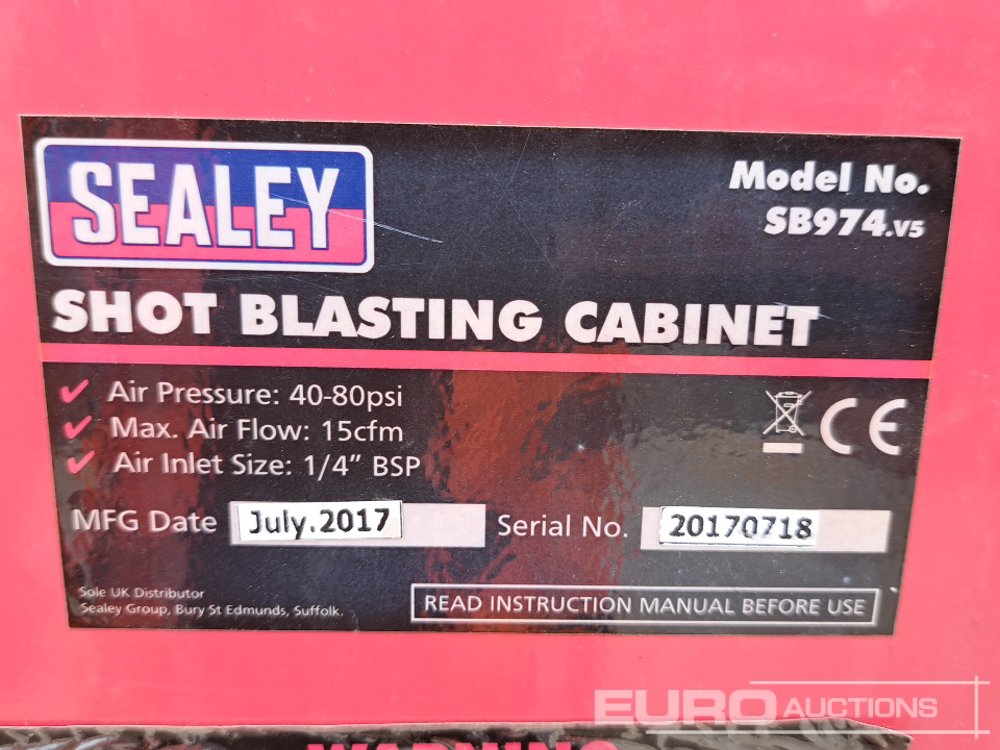 SEALEY
Model No.
SB974.V5
SHOT BLASTING CABINET
Air Pressure: 40-80psi
Max. Air Flow: 15cfm
Air Inlet Size: 1/4" BSP
CE
MFG Date July.2017 Serial No. 20170718
Sole UK Distributor
Sealey Group, Bury St Edmunds, Suffolk.
READ INSTRUCTION MANUAL BEFORE USE
EURO AUCTIONS
WARNING